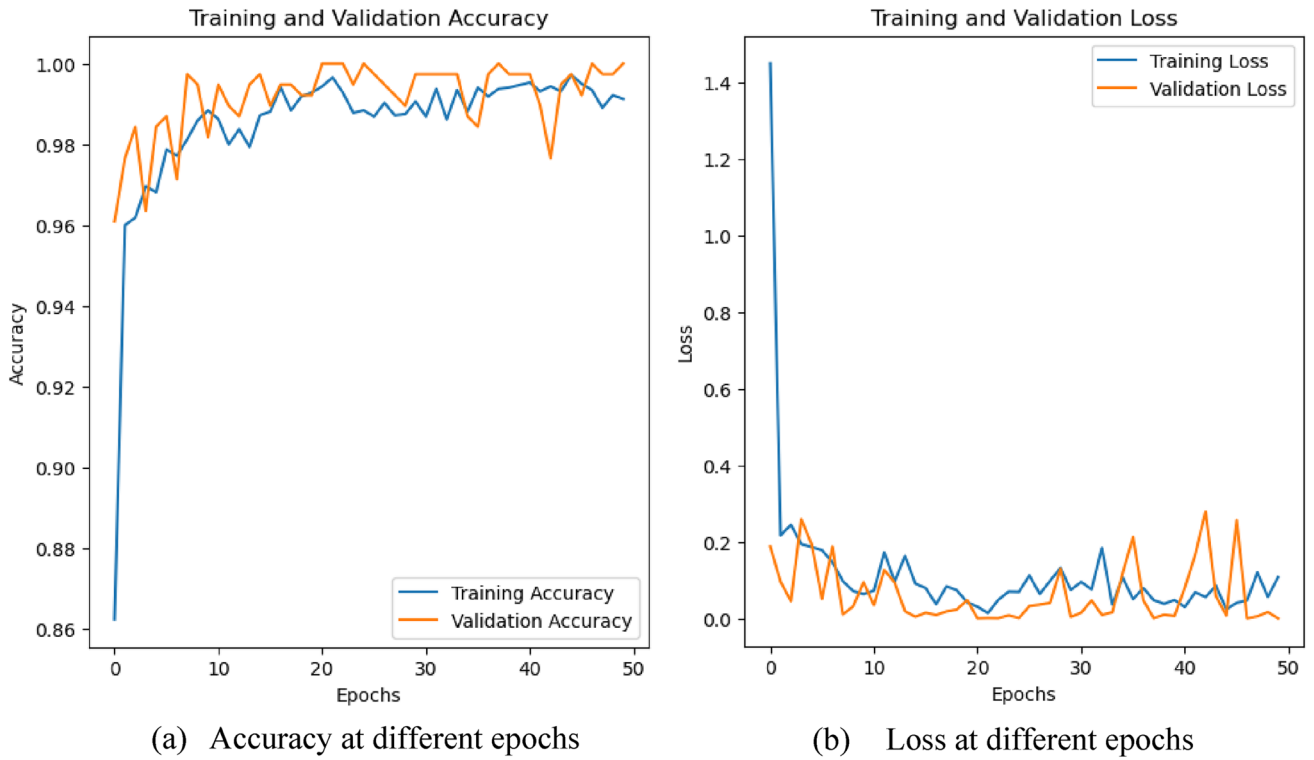 Training and Validation Accuracy
1.00
0.98
0.96
0.94
0.92
0.90
0.88
0.86
Accuracy
Training Accuracy
Validation Accuracy
0 10 20 30 40 50
Epochs
(a) Accuracy at different epochs
Training and Validation Loss
Training Loss
Validation Loss
1.4
1.2
1.0
0.8
0.6
0.4
0.2
0.0
Loss
0 10 20 30 40 50
Epochs
(b) Loss at different epochs